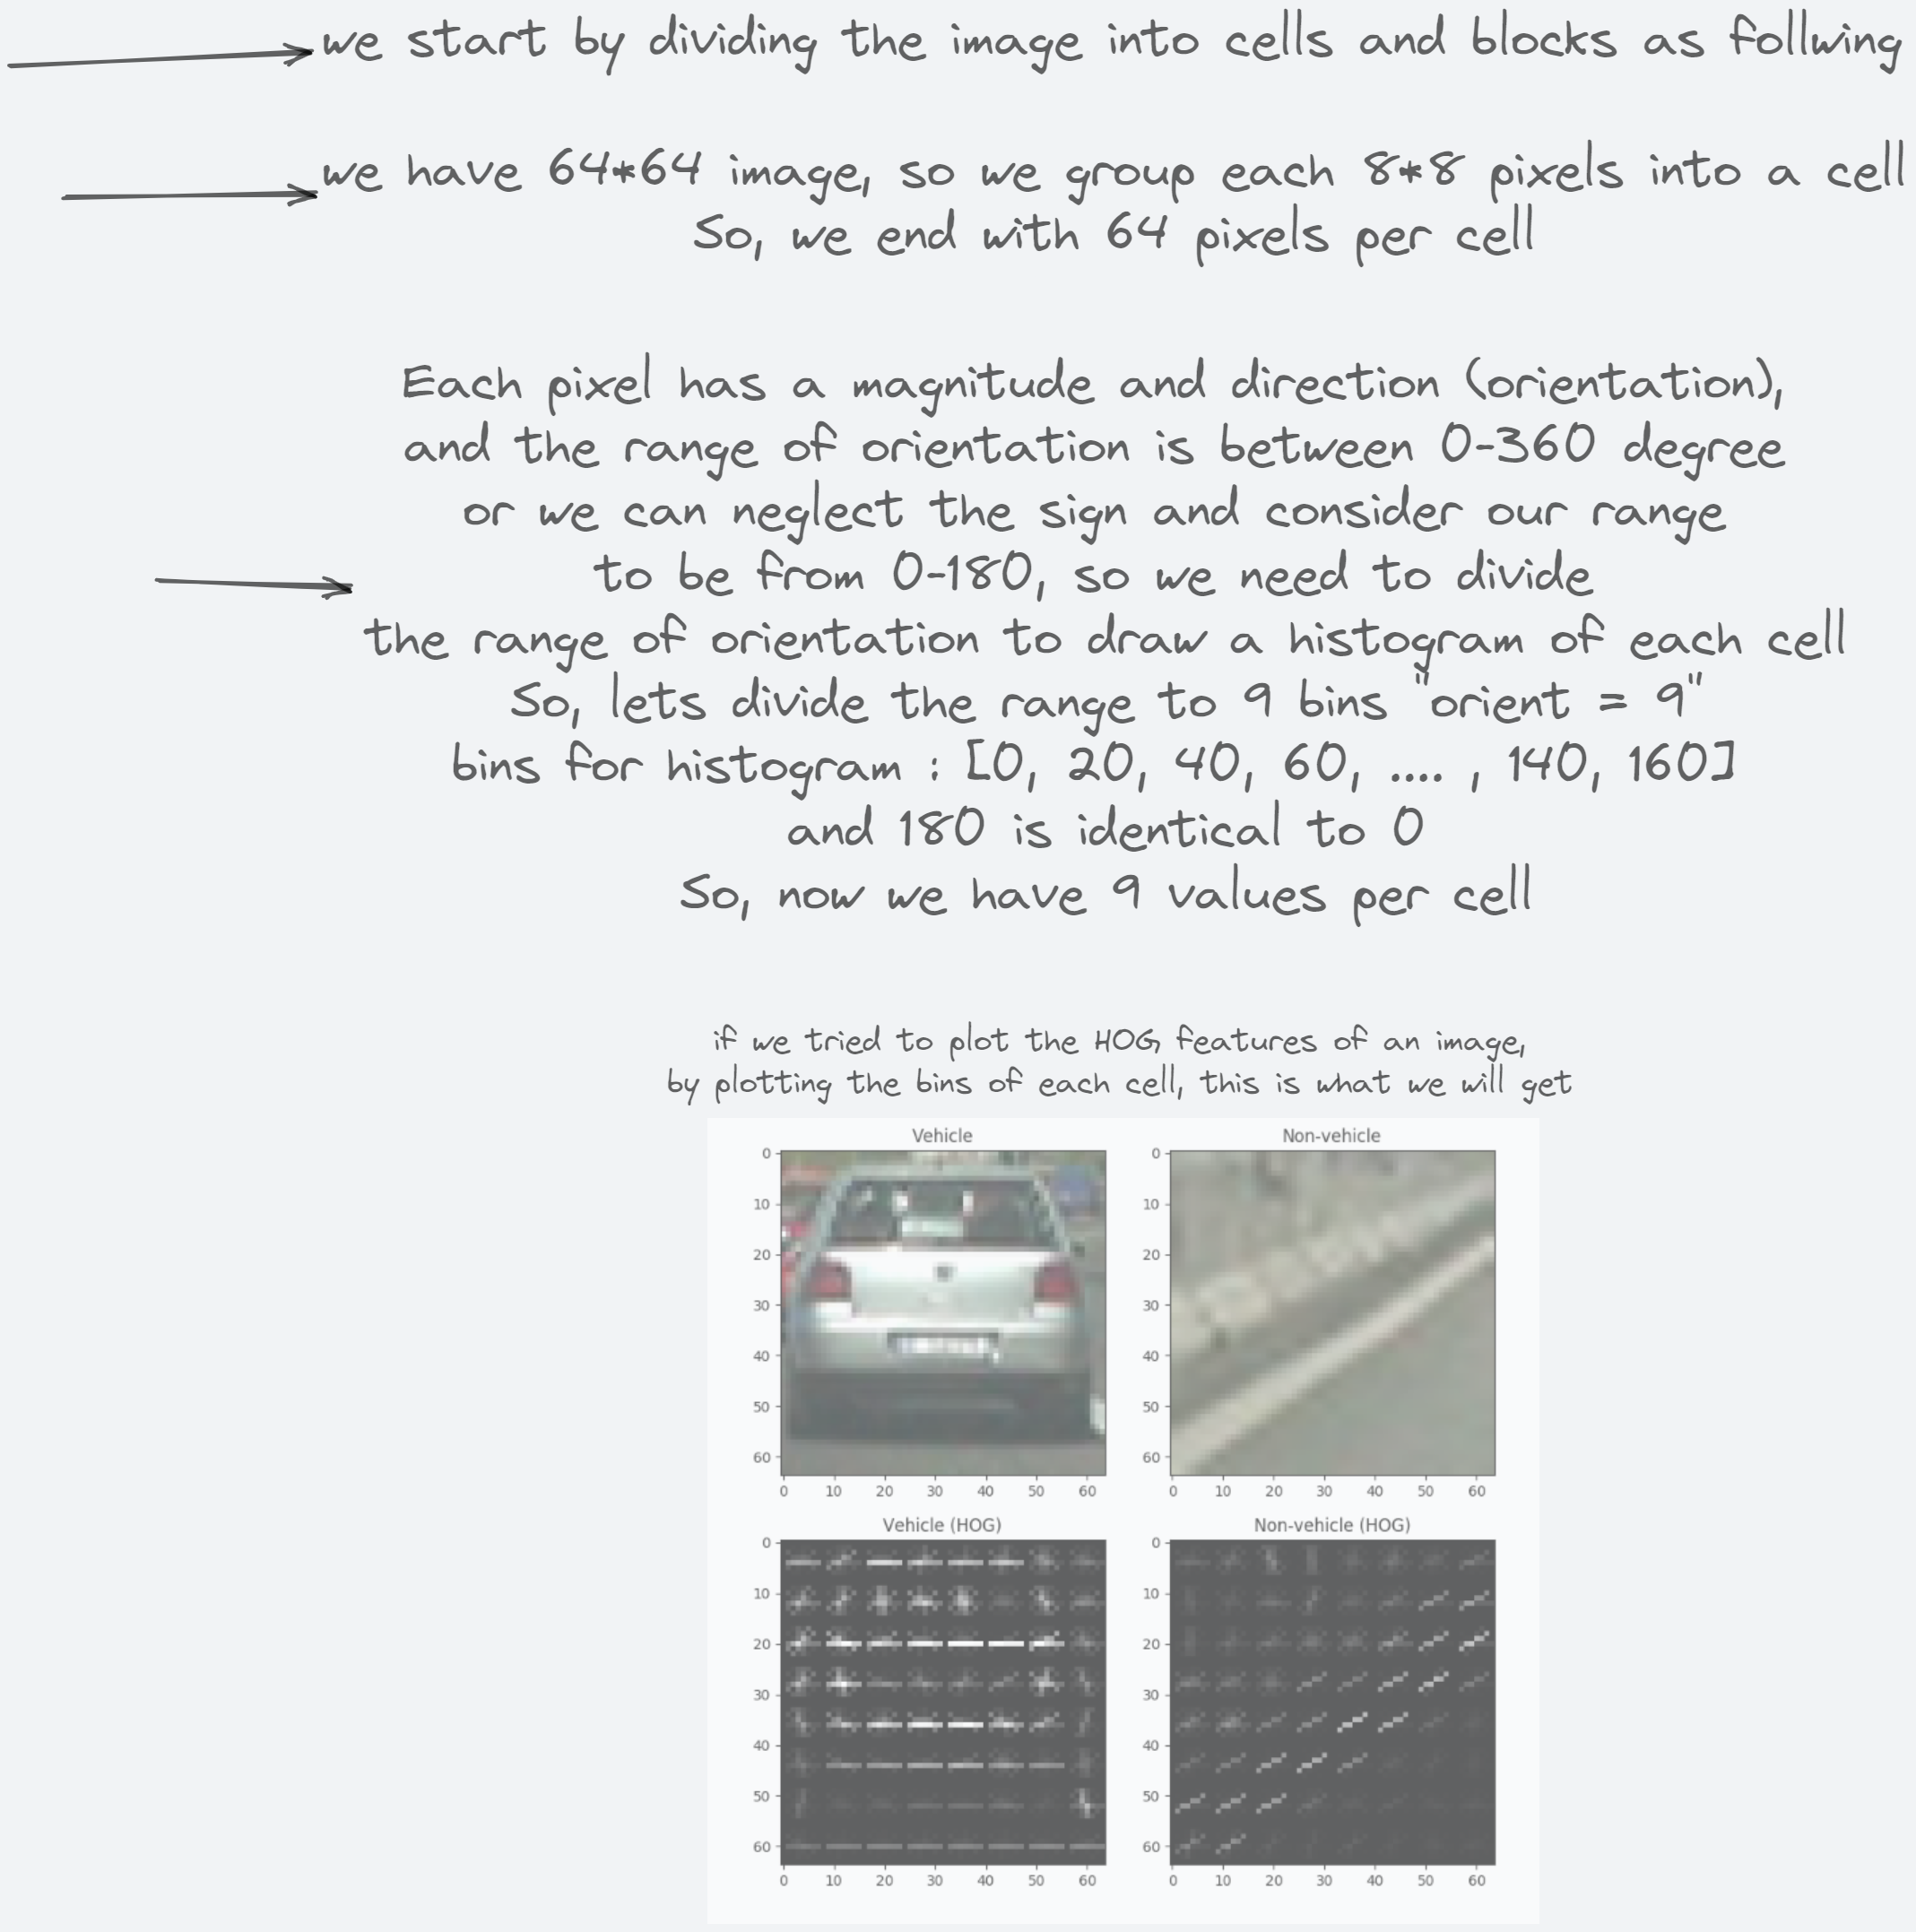 we start by dividing the image into cells and blocks as follwing
we have 64*64 image, so we group each 8*8 pixels into a cell
So, we end with 64 pixels per cell
Each pixel has a magnitude and direction (orientation),
and the range of orientation is between 0-360 degree
or we can neglect the sign and consider our range
to be from 0-180, so we need to divide
the range of orientation to draw a histogram of each cell
So, lets divide the range to 9 bins "orient = 9"
bins for histogram : [0, 20, 40, 60, .... , 140, 160]
and 180 is identical to 0
So, now we have 9 values per cell
if we tried to plot the HOG features of an image,
by plotting the bins of each cell, this is what we will get
Vehicle
0
10
20
30
40
50
60
0 10 20 30 40 50 60
Non-vehicle
0
10
20
30
40
50
60
0 10 20 30 40 50 60
Vehicle (HOG)
0
10
20
30
40
50
60
0 10 20 30 40 50 60
Non-vehicle (HOG)
0
10
20
30
40
50
60
0 10 20 30 40 50 60